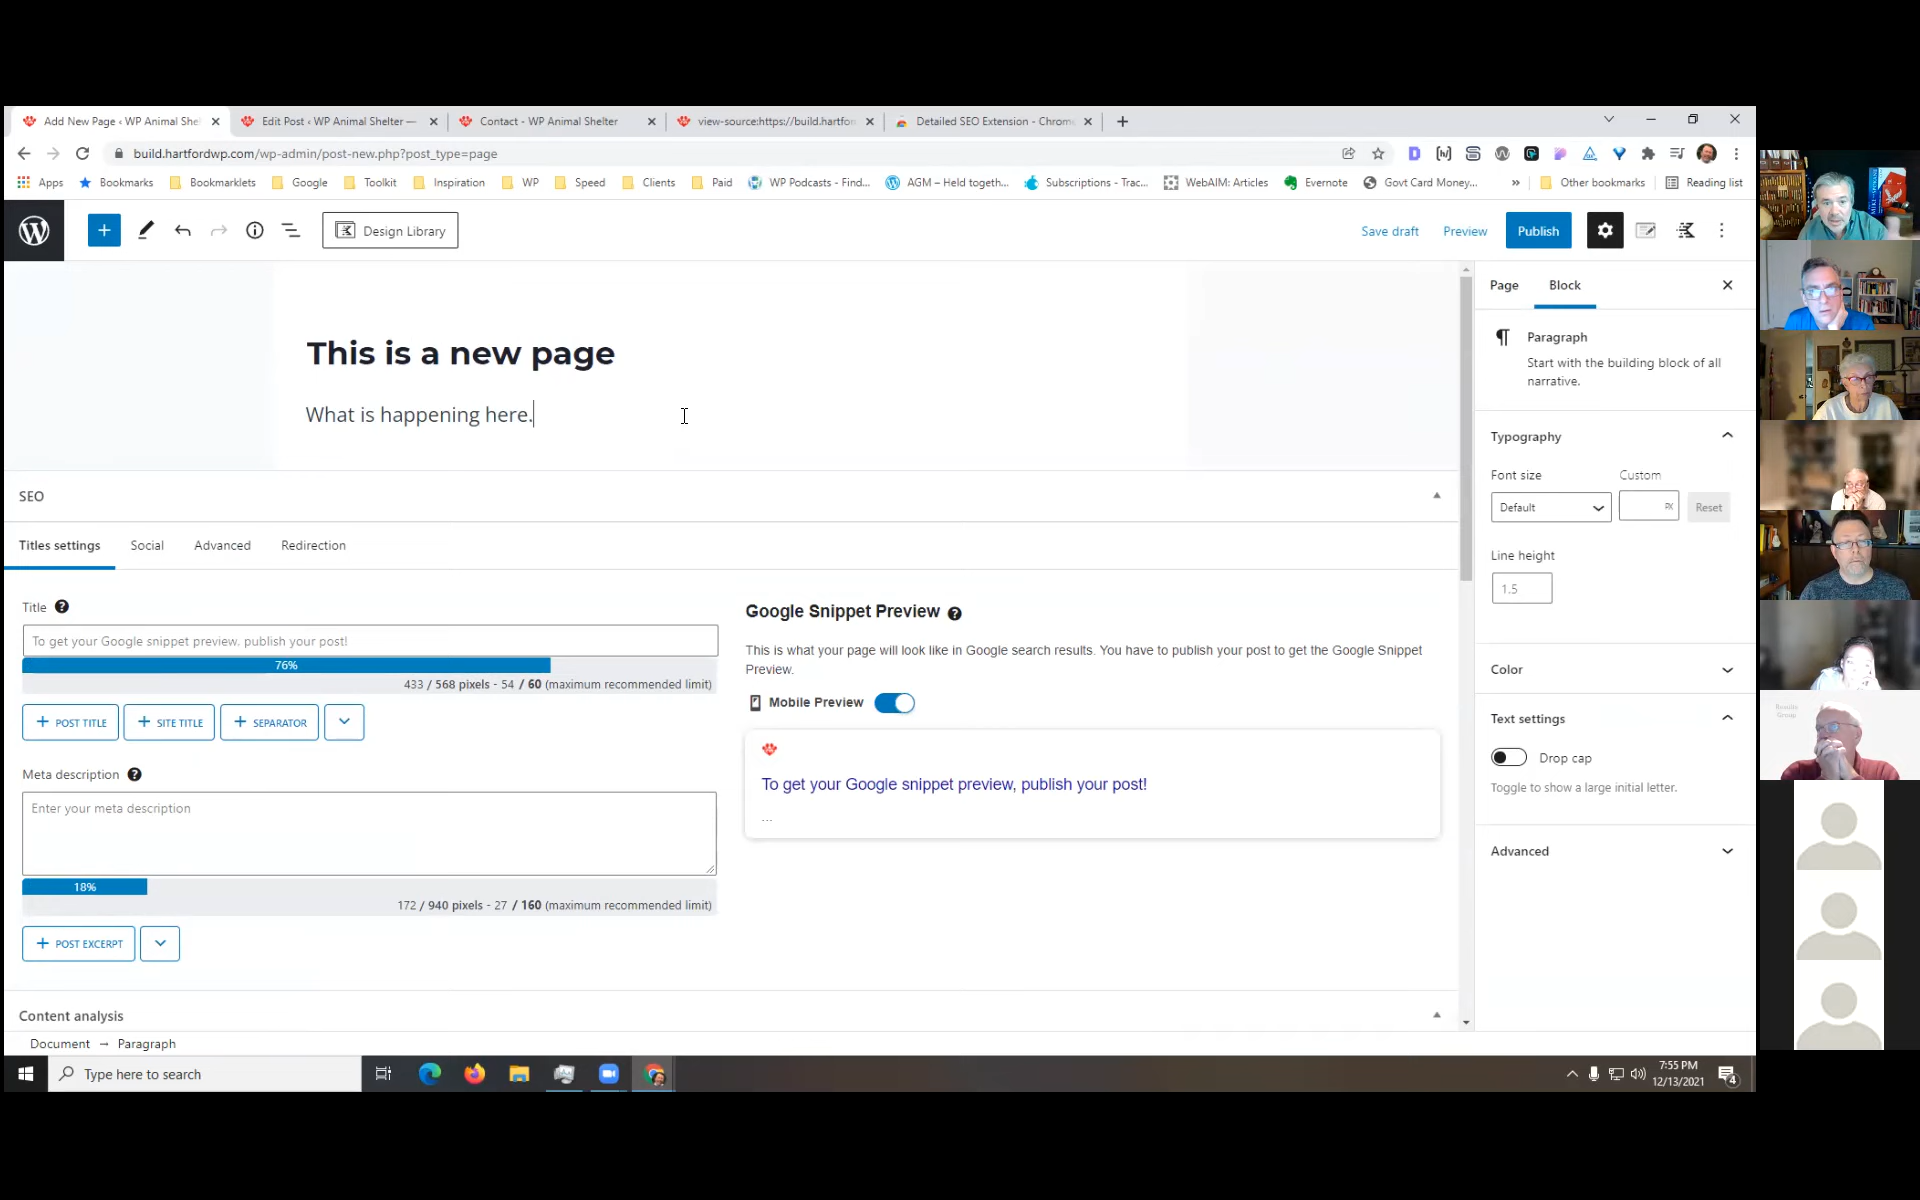 Add New Page ‹ WP Animal She
Edit Post ‹ WP Animal Shelter —
Contact - WP Animal Shelter
view-source:https://build.hartfor
Detailed SEO Extension - Chrom
build.hartfordwp.com/wp-admin/post-new.php?post_type=page
Apps
Bookmarks
Bookmarklets
Google
Toolkit
Inspiration
WP
Speed
Clients
Paid
WP Podcasts - Find...
AGM – Held togeth...
Subscriptions - Trac...
WebAIM: Articles
Evernote
Govt Card Money...
»
Other bookmarks
Reading list
Design Library
Save draft
Preview
Publish
This is a new page
What is happening here.
SEO
Titles settings
Social
Advanced
Redirection
Title
To get your Google snippet preview, publish your post!
76%
433 / 568 pixels - 54 / 60 (maximum recommended limit)
+ POST TITLE
+ SITE TITLE
+ SEPARATOR
Meta description
Enter your meta description
18%
172 / 940 pixels - 27 / 160 (maximum recommended limit)
+ POST EXCERPT
Google Snippet Preview
This is what your page will look like in Google search results. You have to publish your post to get the Google Snippet
Preview.
Mobile Preview
To get your Google snippet preview, publish your post!
...
Content analysis
Document → Paragraph
Page
Block
Paragraph
Start with the building block of all
narrative.
Typography
Font size
Custom
Default
PX
Reset
Line height
1.5
Color
Text settings
Drop cap
Toggle to show a large initial letter.
Advanced
Results
Group
Type here to search
7:55 PM
12/13/2021
4